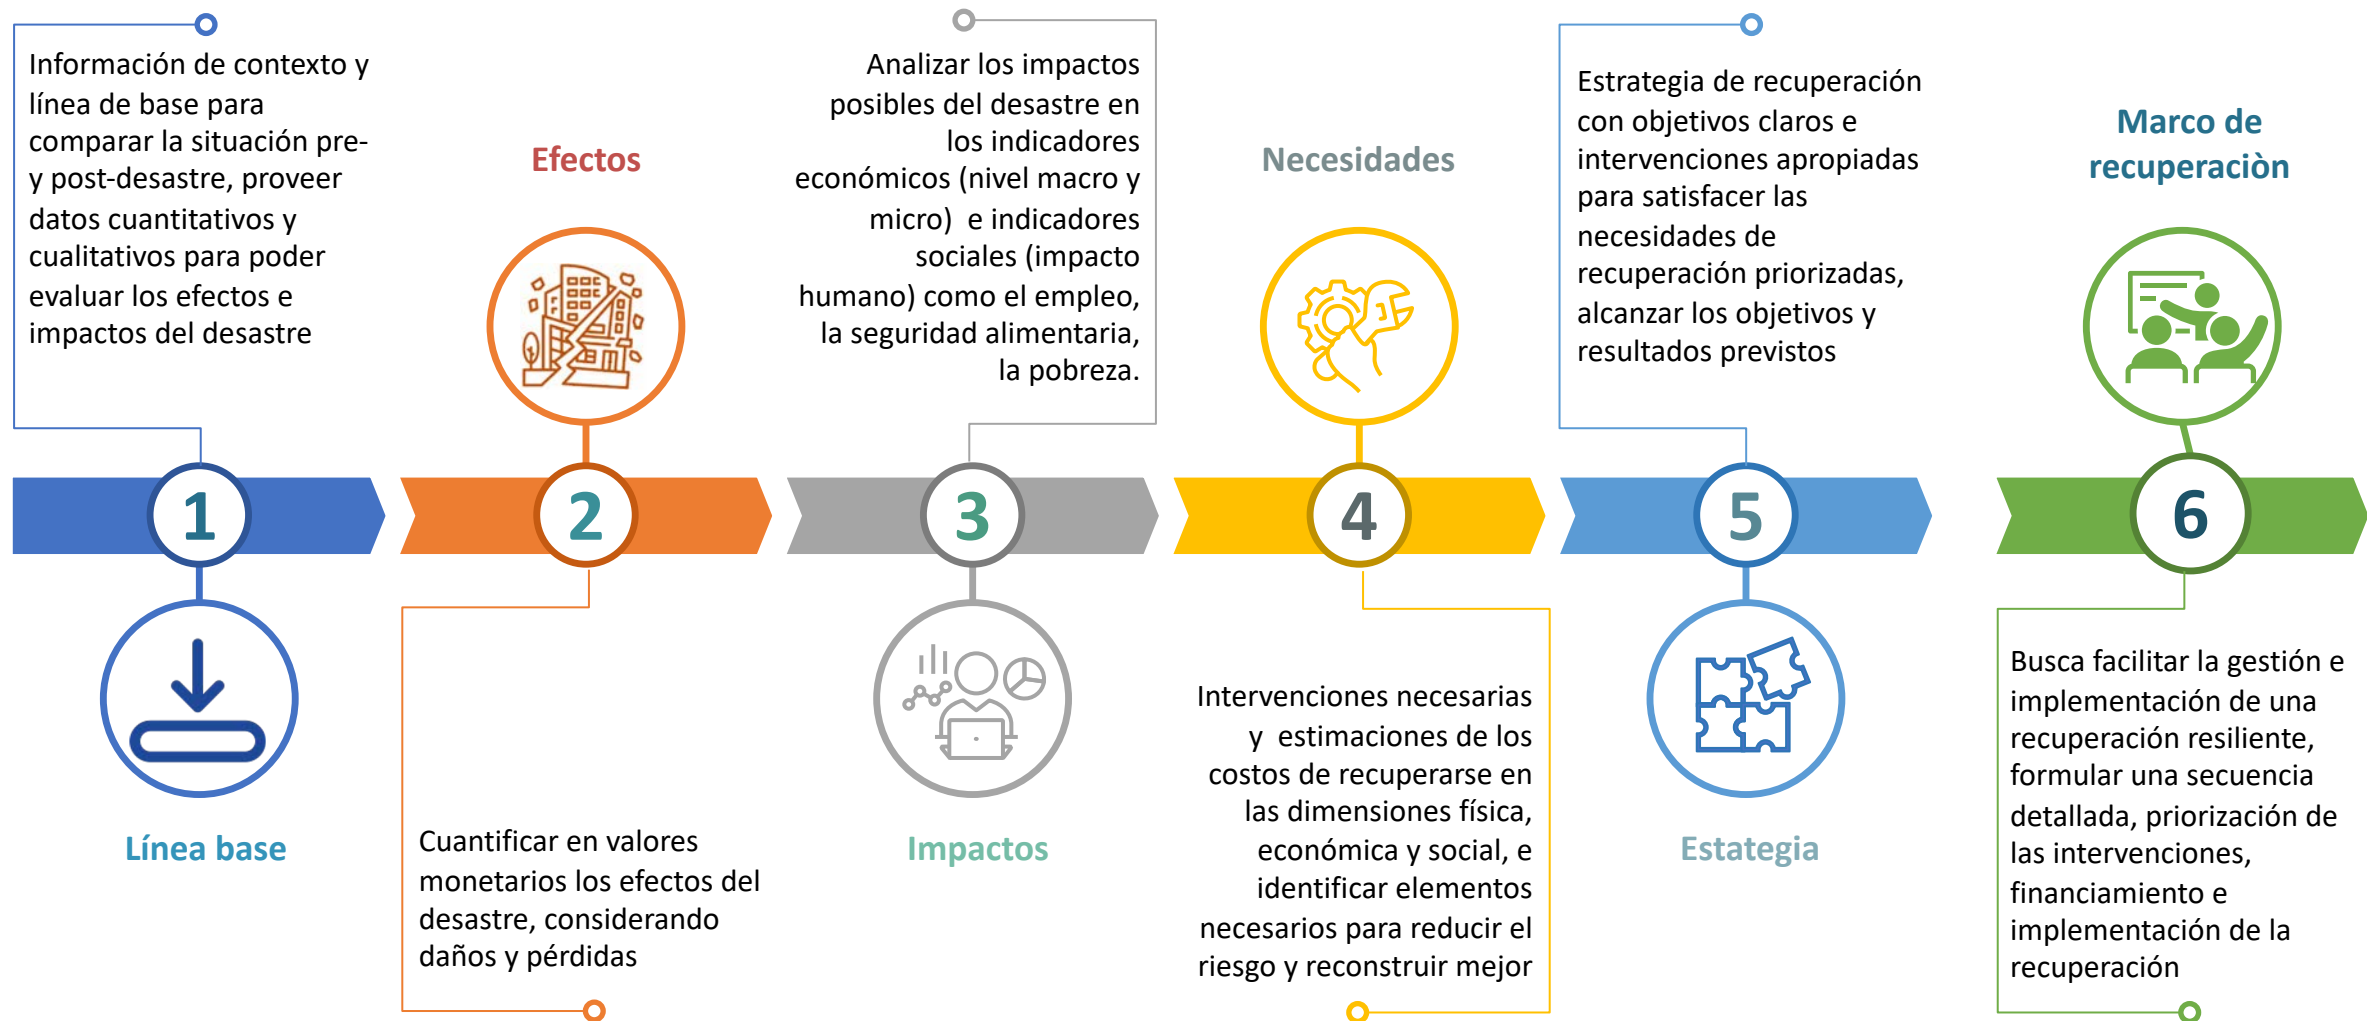 Información de contexto y
línea de base para
comparar la situación pre-
y post-desastre, proveer
datos cuantitativos y
cualitativos para poder
evaluar los efectos e
impactos del desastre
1
Línea base
Efectos
2
Cuantificar en valores
monetarios los efectos del
desastre, considerando
daños y pérdidas
Analizar los impactos
posibles del desastre en
los indicadores
económicos (nivel macro y
micro) e indicadores
sociales (impacto
humano) como el empleo,
la seguridad alimentaria,
la pobreza.
3
Impactos
Necesidades
4
Intervenciones necesarias
y estimaciones de los
costos de recuperarse en
las dimensiones física,
económica y social, e
identificar elementos
necesarios para reducir el
riesgo y reconstruir mejor
Estrategia de recuperación
con objetivos claros e
intervenciones apropiadas
para satisfacer las
necesidades de
recuperación priorizadas,
alcanzar los objetivos y
resultados previstos
5
Estategia
Marco de
recuperaciòn
6
Busca facilitar la gestión e
implementación de una
recuperación resiliente,
formular una secuencia
detallada, priorización de
las intervenciones,
financiamiento e
implementación de la
recuperación